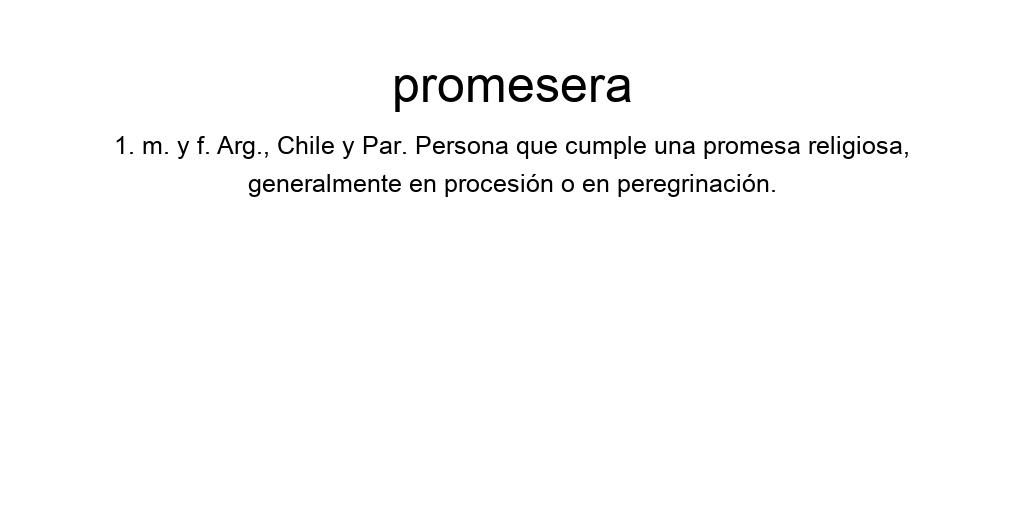 promesera
1. m. y f. Arg., Chile y Par. Persona que cumple una promesa religiosa,
generalmente en procesión o en peregrinación.